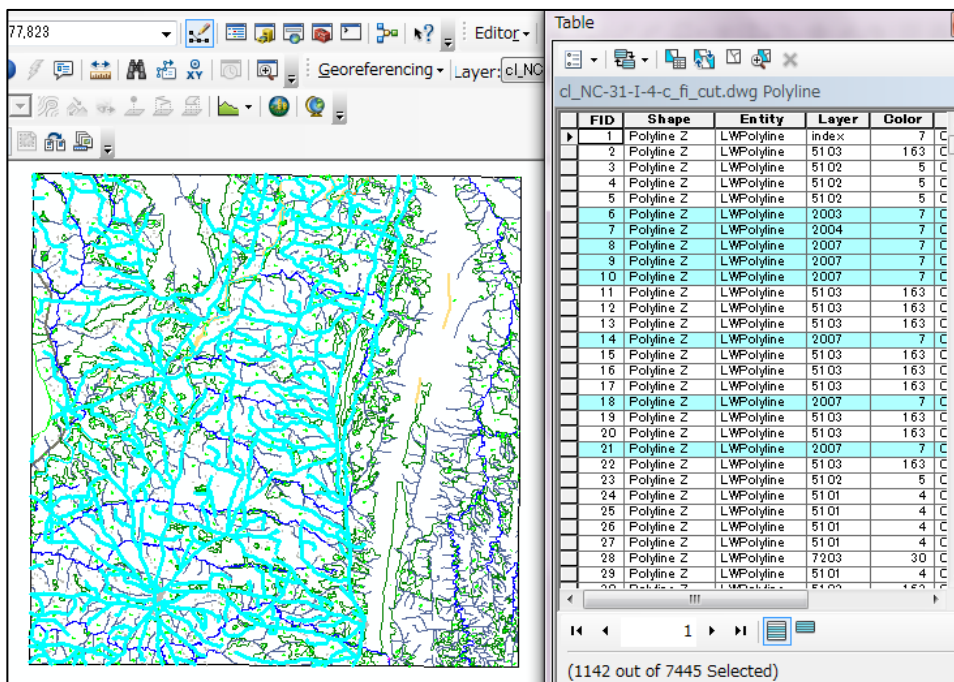 77,823
Editor
XY
Georeferencing
Layer: cl_NC
Table
cl_NC-31-I-4-c_fi_cut.dwg Polyline
FID Shape Entity Layer Color
1 Polyline Z LWPolyline index 7 C
2 Polyline Z LWPolyline 5103 163 C
3 Polyline Z LWPolyline 5102 5 C
4 Polyline Z LWPolyline 5102 5 C
5 Polyline Z LWPolyline 5102 5 C
6 Polyline Z LWPolyline 2003 7 C
7 Polyline Z LWPolyline 2004 7 C
8 Polyline Z LWPolyline 2007 7 C
9 Polyline Z LWPolyline 2007 7 C
10 Polyline Z LWPolyline 2007 7 C
11 Polyline Z LWPolyline 5103 163 C
12 Polyline Z LWPolyline 5103 163 C
13 Polyline Z LWPolyline 5103 163 C
14 Polyline Z LWPolyline 2007 7 C
15 Polyline Z LWPolyline 5103 163 C
16 Polyline Z LWPolyline 5103 163 C
17 Polyline Z LWPolyline 5103 163 C
18 Polyline Z LWPolyline 2007 7 C
19 Polyline Z LWPolyline 5103 163 C
20 Polyline Z LWPolyline 5103 163 C
21 Polyline Z LWPolyline 2007 7 C
22 Polyline Z LWPolyline 5103 163 C
23 Polyline Z LWPolyline 5102 5 C
24 Polyline Z LWPolyline 5101 4 C
25 Polyline Z LWPolyline 5101 4 C
26 Polyline Z LWPolyline 5101 4 C
27 Polyline Z LWPolyline 5101 4 C
28 Polyline Z LWPolyline 7203 30 C
29 Polyline Z LWPolyline 5101 4 C
1
(1142 out of 7445 Selected)